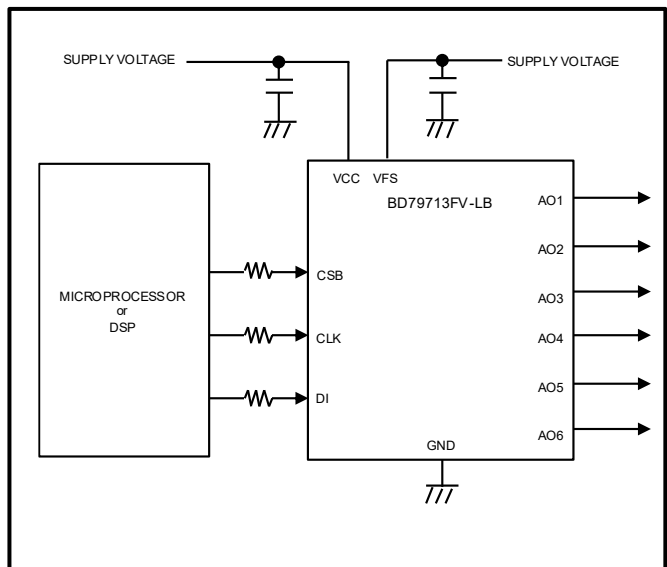 SUPPLY VOLTAGE
SUPPLY VOLTAGE
VCC VFS
BD79713FV-LB
AO1
AO2
CSB
MICROPROCESSOR
or
DSP
AO3
CLK
AO4
DI
AO5
AO6
GND